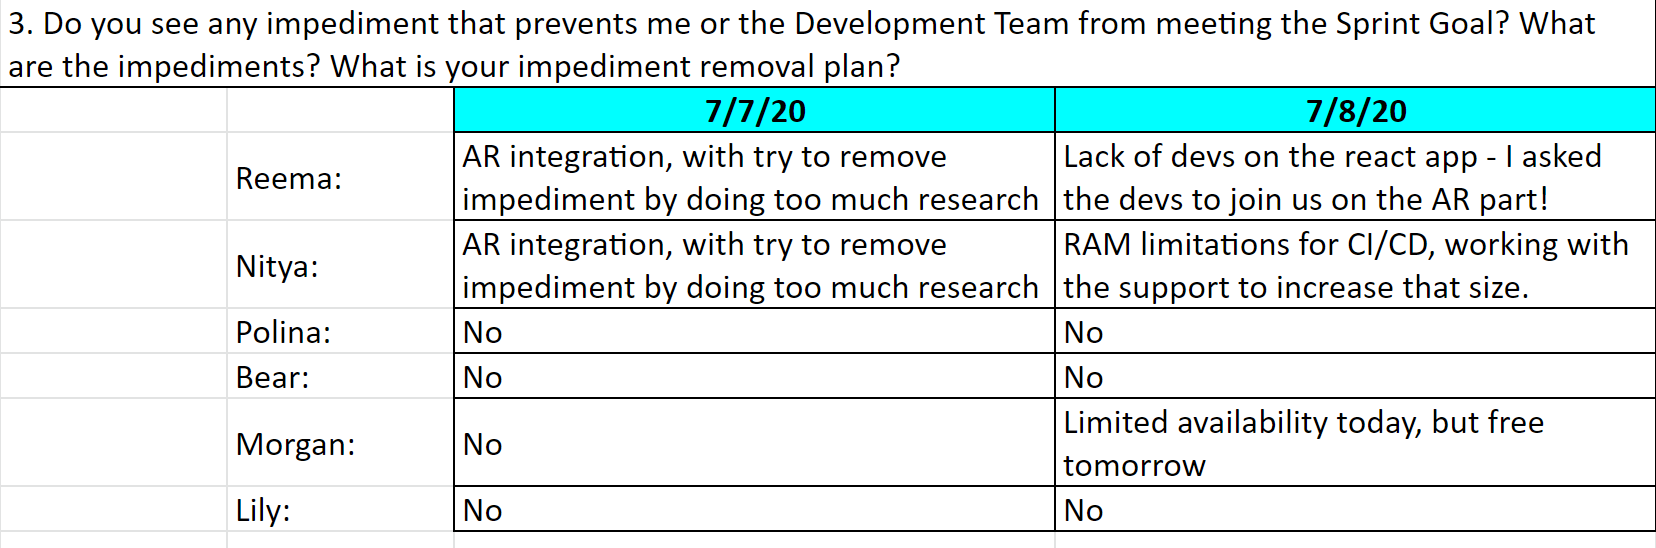 3. Do you see any impediment that prevents me or the Development Team from meeting the Sprint Goal? What
are the impediments? What is your impediment removal plan?
7/7/20 7/8/20
Reema:
AR integration, with try to remove
impediment by doing too much research
Lack of devs on the react app - I asked
the devs to join us on the AR part!
Nitya:
AR integration, with try to remove
impediment by doing too much research
RAM limitations for CI/CD, working with
the support to increase that size.
Polina: No No
Bear: No No
Morgan: No
Limited availability today, but free
tomorrow
Lily: No No